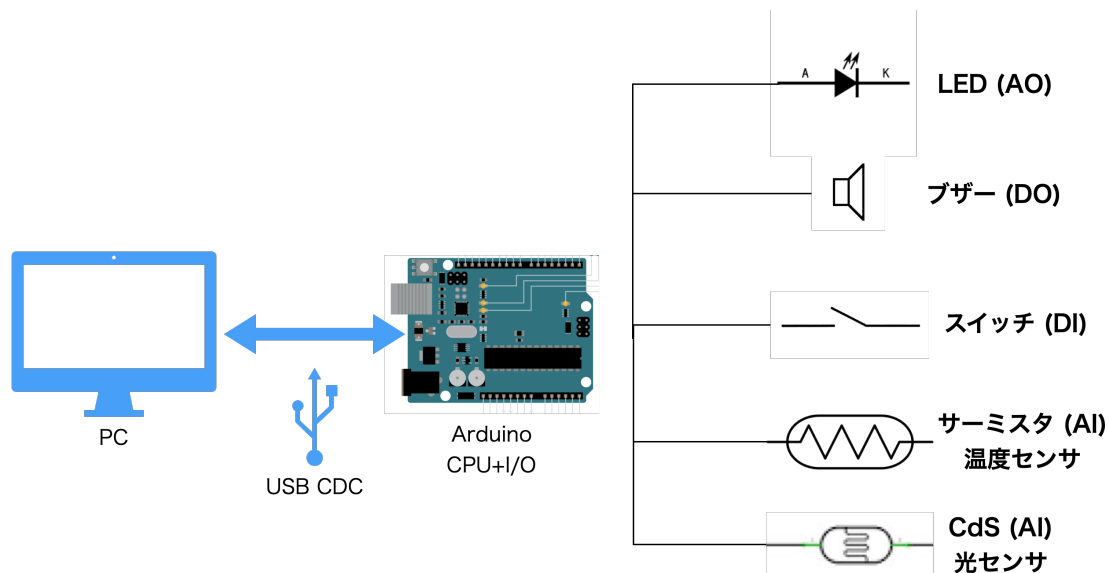 A K
LED (AO)
ブザー (DO)
スイッチ (DI)
サーミスタ (AI)
温度センサ
CdS (AI)
光センサ
PC
USB CDC
Arduino
CPU+I/O